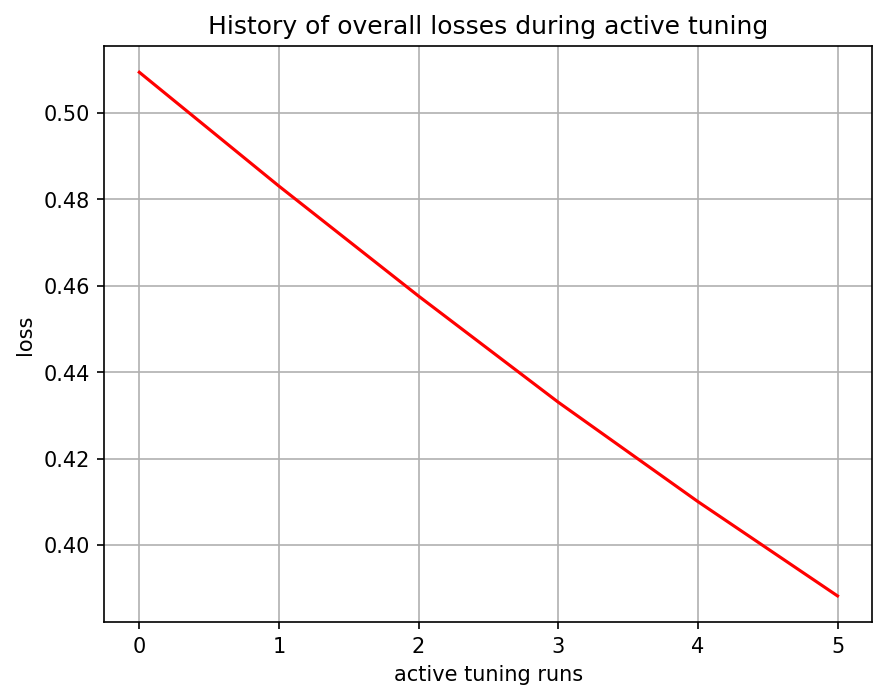 History of overall losses during active tuning
0.50
0.48
0.46
0.44
0.42
0.40
loss
0 1 2 3 4 5
active tuning runs